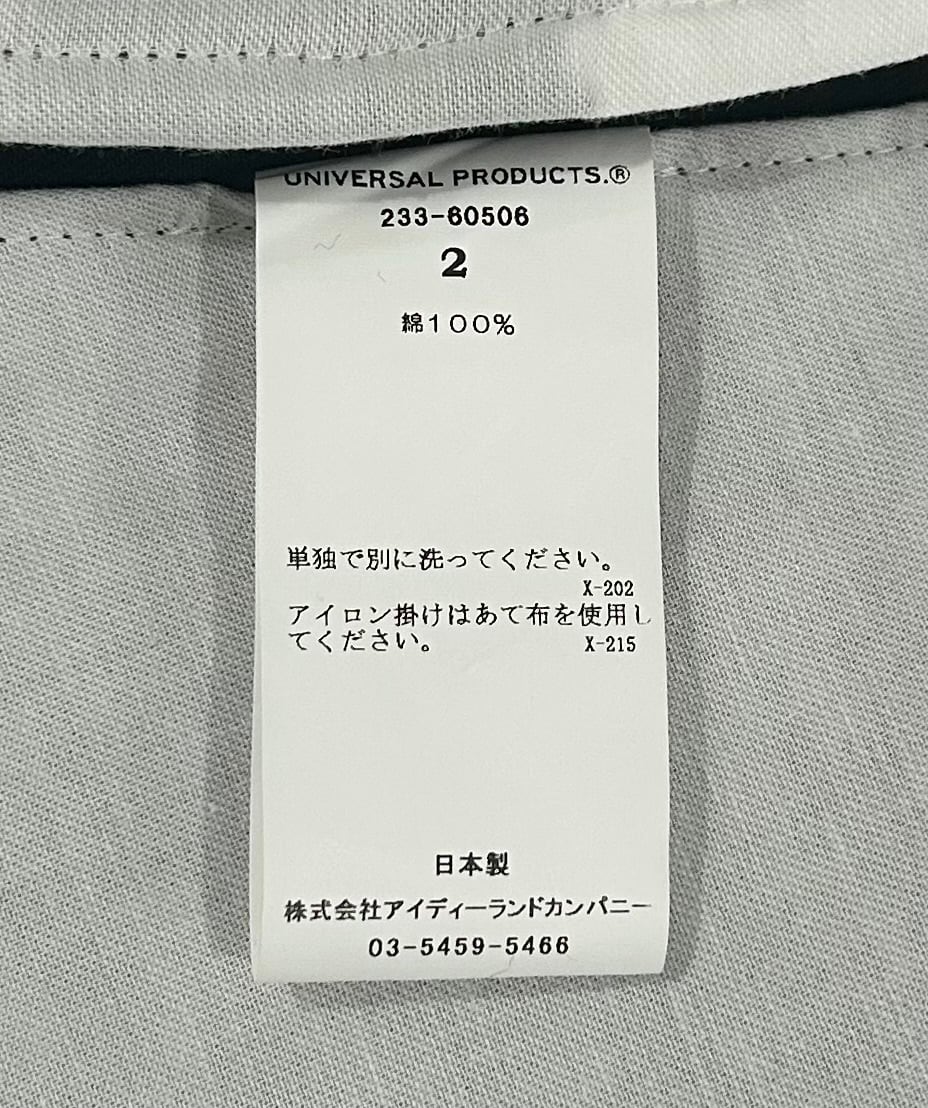 UNIVERSAL PRODUCTS.®
233-60506
2
綿100%
単独で別に洗ってください。
X-202
アイロン掛けはあて布を使用し
てください。
X-215
日本製
株式会社アイディーランドカンパニー
03-5459-5466